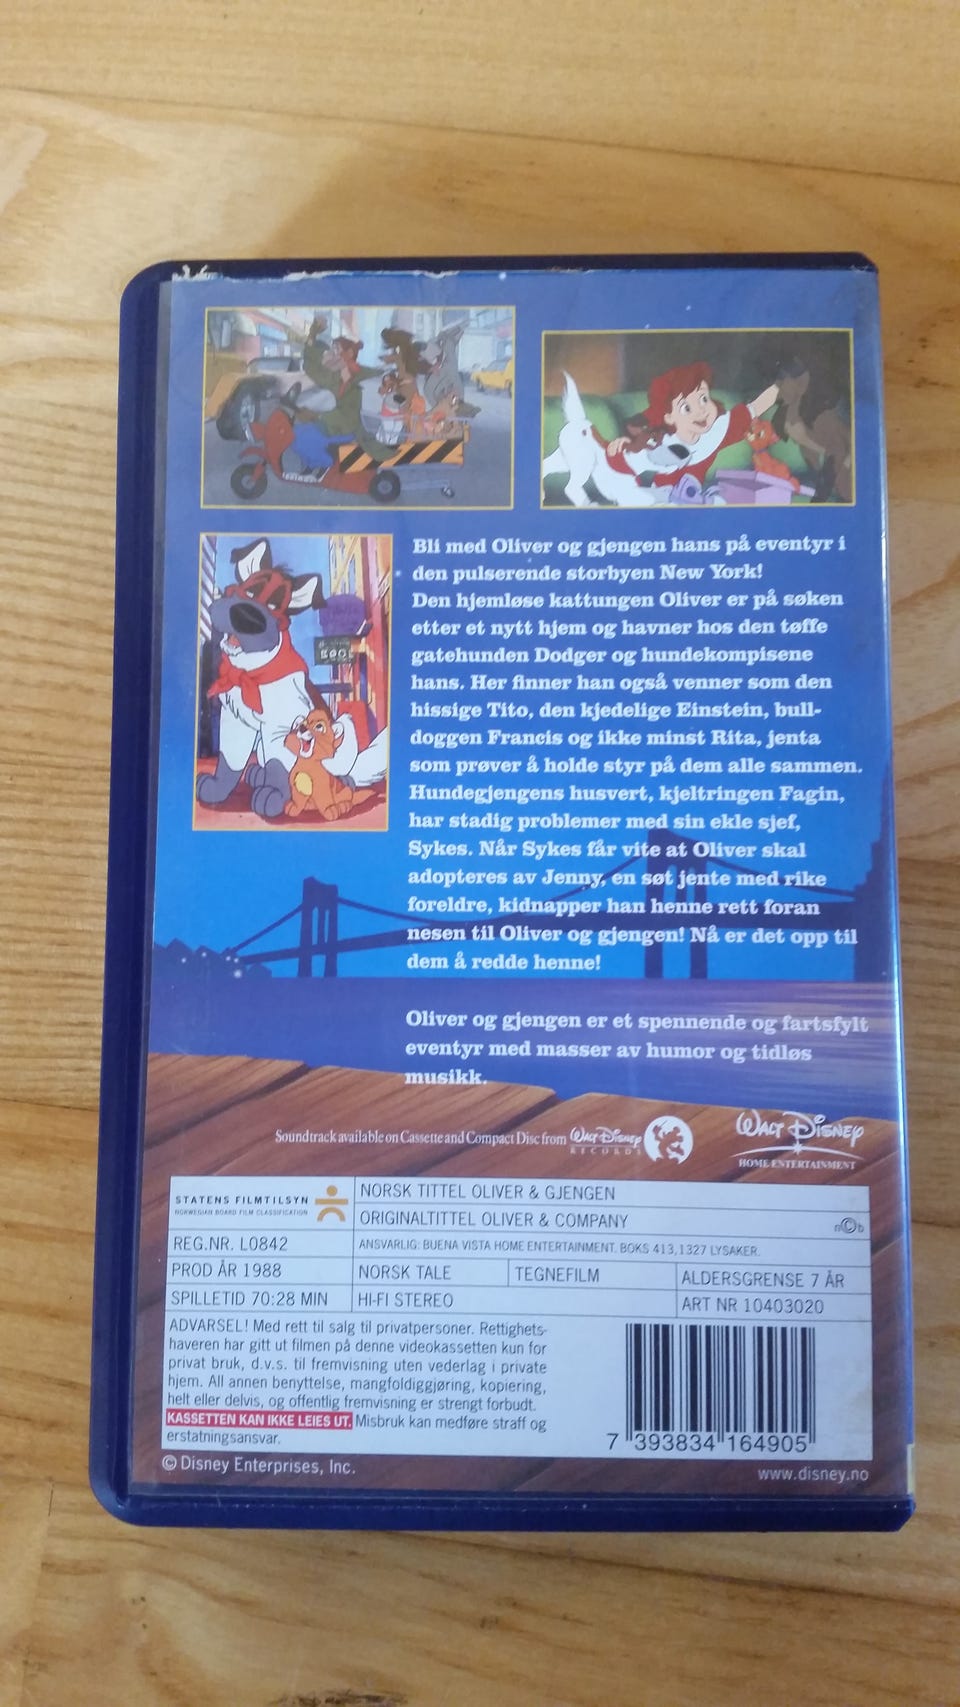 Bli med Oliver og gjengen hans på eventyr i
den pulserende storbyen New York!
Den hjemløse kattungen Oliver er på søken
etter et nytt hjem og havner hos den tøffe
gatehunden Dodger og hundekompisene
hans. Her finner han også venner som den
hissige Tito, den kjedelige Einstein, bull-
doggen Francis og ikke minst Rita, jenta
som prøver å holde styr på dem alle sammen.
Hundegjengens husvert, kjeltringen Fagin,
har stadig problemer med sin ekle sjef,
Sykes. Når Sykes får vite at Oliver skal
adopteres av Jenny, en søt jente med rike
foreldre, kidnapper han henne rett foran
nesen til Oliver og gjengen! Nå er det opp til
dem å redde henne!
Oliver og gjengen er et spennende og fartsfylt
eventyr med masser av humor og tidløs
musikk.
Soundtrack available on Cassette and Compact Disc from Walt Disney RECORDS
WALT DISNEY
HOME ENTERTAINMENT
STATENS FILMTILSYN
NORWEGIAN BOARD FILM CLASSIFICATION
NORSK TITTEL OLIVER & GJENGEN
ORIGINALTITTEL OLIVER & COMPANY
n©b
REG.NR. L0842
ANSVARLIG: BUENA VISTA HOME ENTERTAINMENT. BOKS 413,1327 LYSAKER.
PROD ÅR 1988
NORSK TALE
TEGNEFILM
ALDERSGRENSE 7 ÅR
SPILLETID 70:28 MIN
HI-FI STEREO
ART NR 10403020
ADVARSEL! Med rett til salg til privatpersoner. Rettighets-
haveren har gitt ut filmen på denne videokassetten kun for
privat bruk, d.v.s. til fremvisning uten vederlag i private
hjem. All annen benyttelse, mangfoldiggjøring, kopiering,
helt eller delvis, og offentlig fremvisning er strengt forbudt.
KASSETTEN KAN IKKE LEIES UT. Misbruk kan medføre straff og
erstatningsansvar.
7 393834 164905
© Disney Enterprises, Inc.
www.disney.no